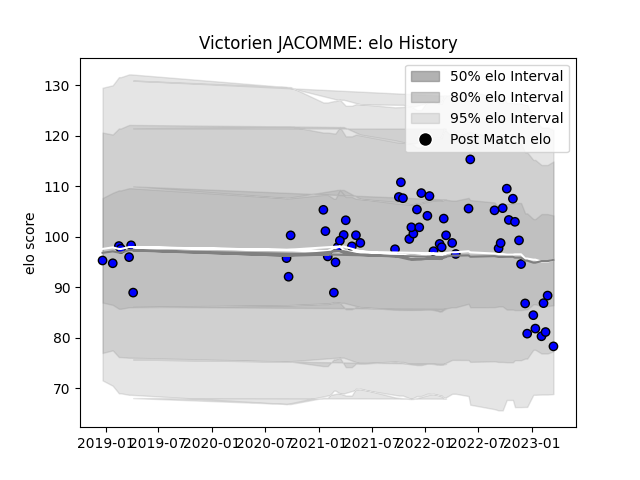 Victorien JACOMME: elo History
50% elo Interval
80% elo Interval
95% elo Interval
Post Match elo
elo score
130
120
110
100
90
80
70
2019-01 2019-07 2020-01 2020-07 2021-01 2021-07 2022-01 2022-07 2023-01